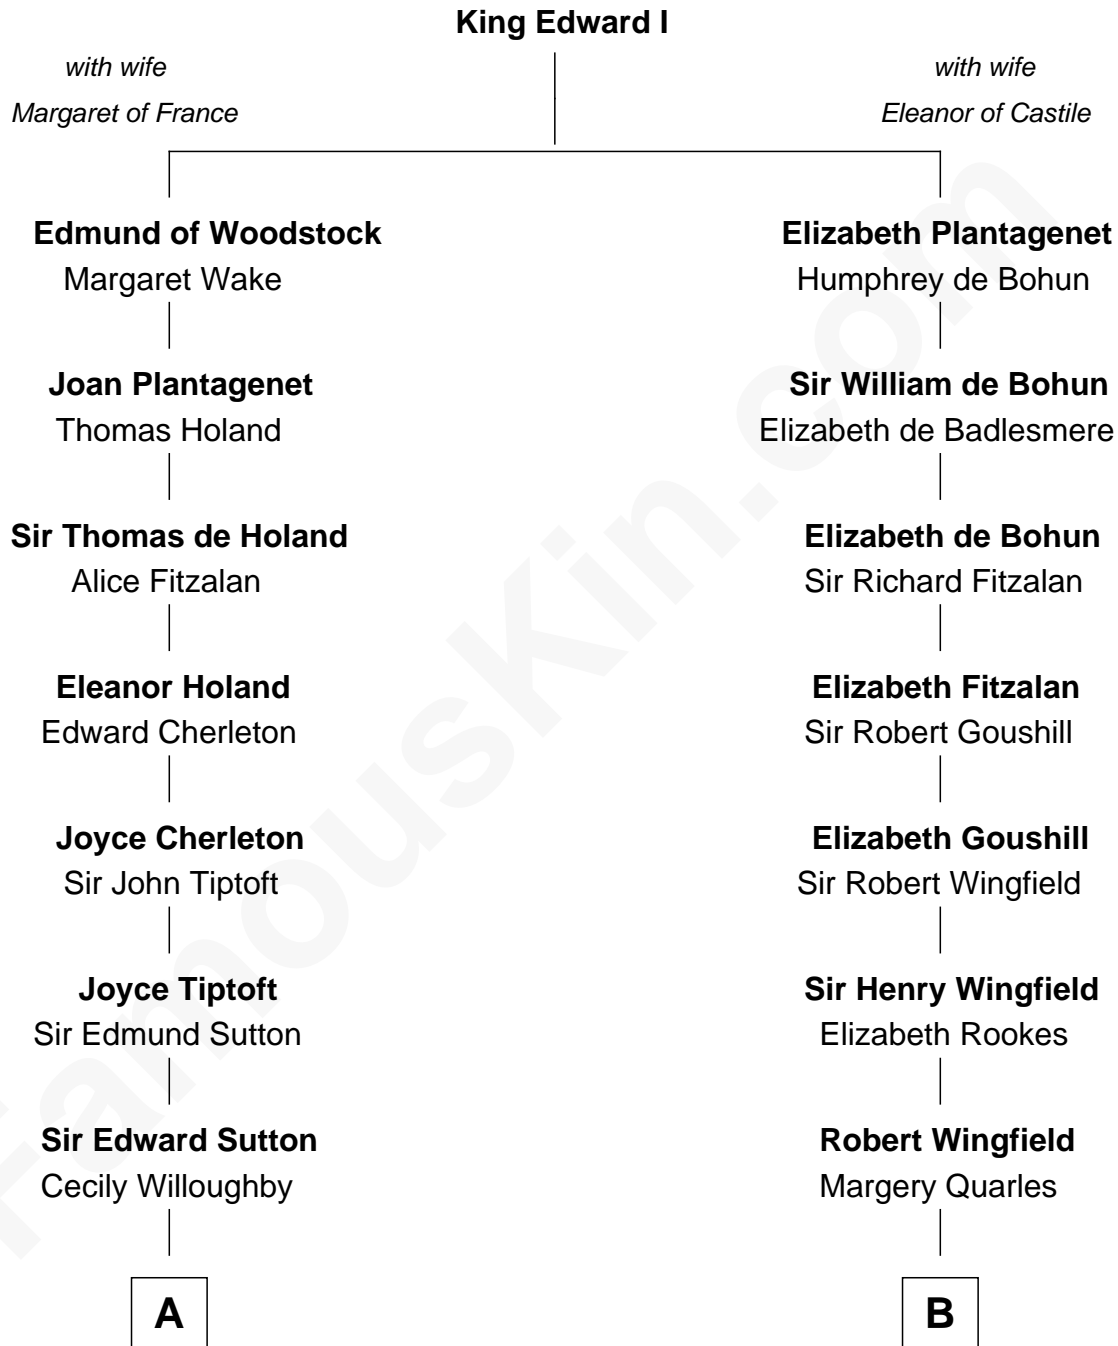 King Edward I
with wife
Margaret of France
with wife
Eleanor of Castile
Edmund of Woodstock
Margaret Wake
Elizabeth Plantagenet
Humphrey de Bohun
Joan Plantagenet
Thomas Holand
Sir William de Bohun
Elizabeth de Badlesmere
Sir Thomas de Holand
Alice Fitzalan
Elizabeth de Bohun
Sir Richard Fitzalan
Eleanor Holand
Edward Cherleton
Elizabeth Fitzalan
Sir Robert Goushill
Joyce Cherleton
Sir John Tiptoft
Elizabeth Goushill
Sir Robert Wingfield
Joyce Tiptoft
Sir Edmund Sutton
Sir Henry Wingfield
Elizabeth Rookes
Sir Edward Sutton
Cecily Willoughby
Robert Wingfield
Margery Quarles
A
B
FamousKin.com